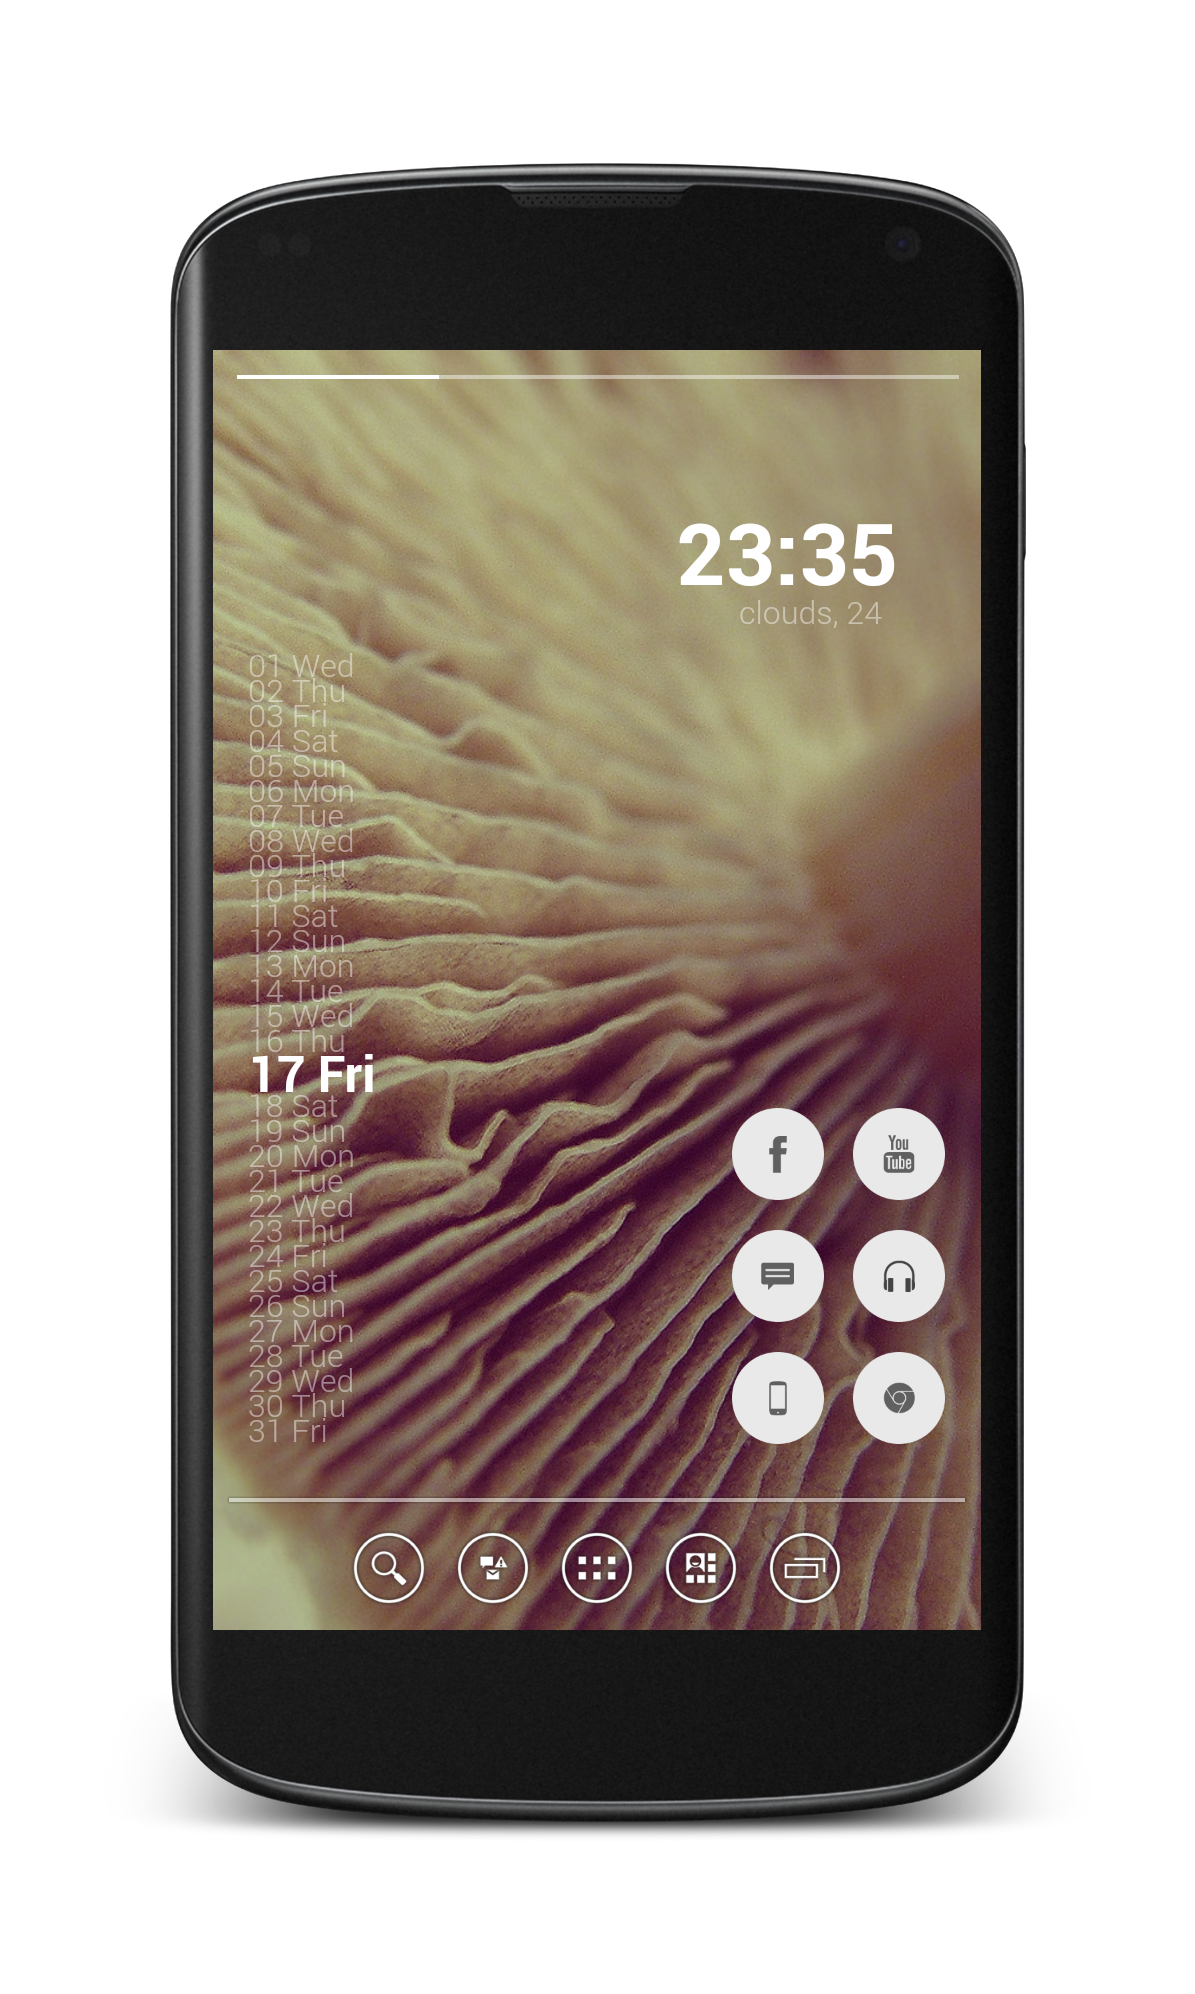 23:35
clouds, 24
01 Wed
02 Thu
03 Fri
04 Sat
05 Sun
06 Mon
07 Tue
08 Wed
09 Thu
10 Fri
11 Sat
12 Sun
13 Mon
14 Tue
15 Wed
16 Thu
17 Fri
18 Sat
19 Sun
20 Mon
21 Tue
22 Wed
23 Thu
24 Fri
25 Sat
26 Sun
27 Mon
28 Tue
29 Wed
30 Thu
31 Fri
f
You
Tube